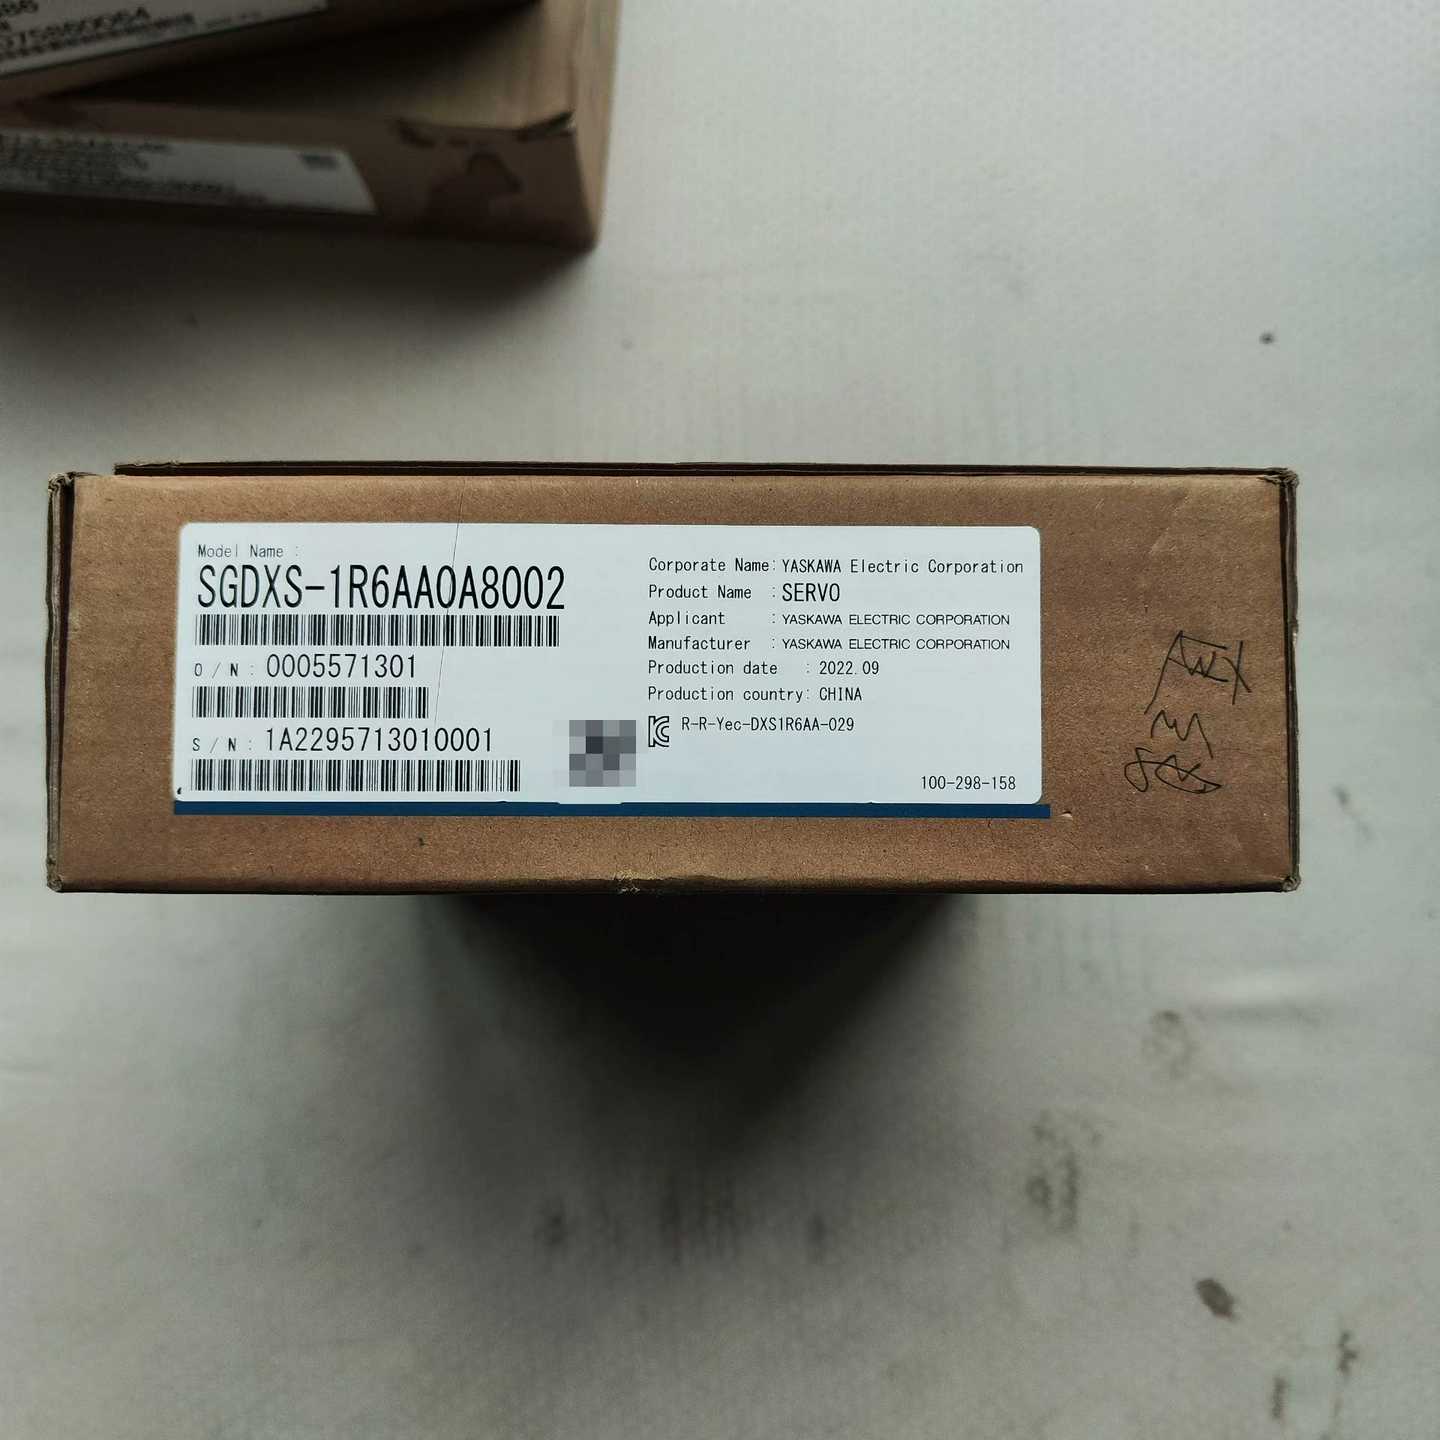 075860064
Model Name :
SGDXS-1R6AA0A8002
O / N : 0005571301
S / N : 1A2295713010001
Corporate Name: YASKAWA Electric Corporation
Product Name : SERVO
Applicant : YASKAWA ELECTRIC CORPORATION
Manufacturer : YASKAWA ELECTRIC CORPORATION
Production date : 2022.09
Production country: CHINA
R-R-Yec-DXS1R6AA-029
100-298-158